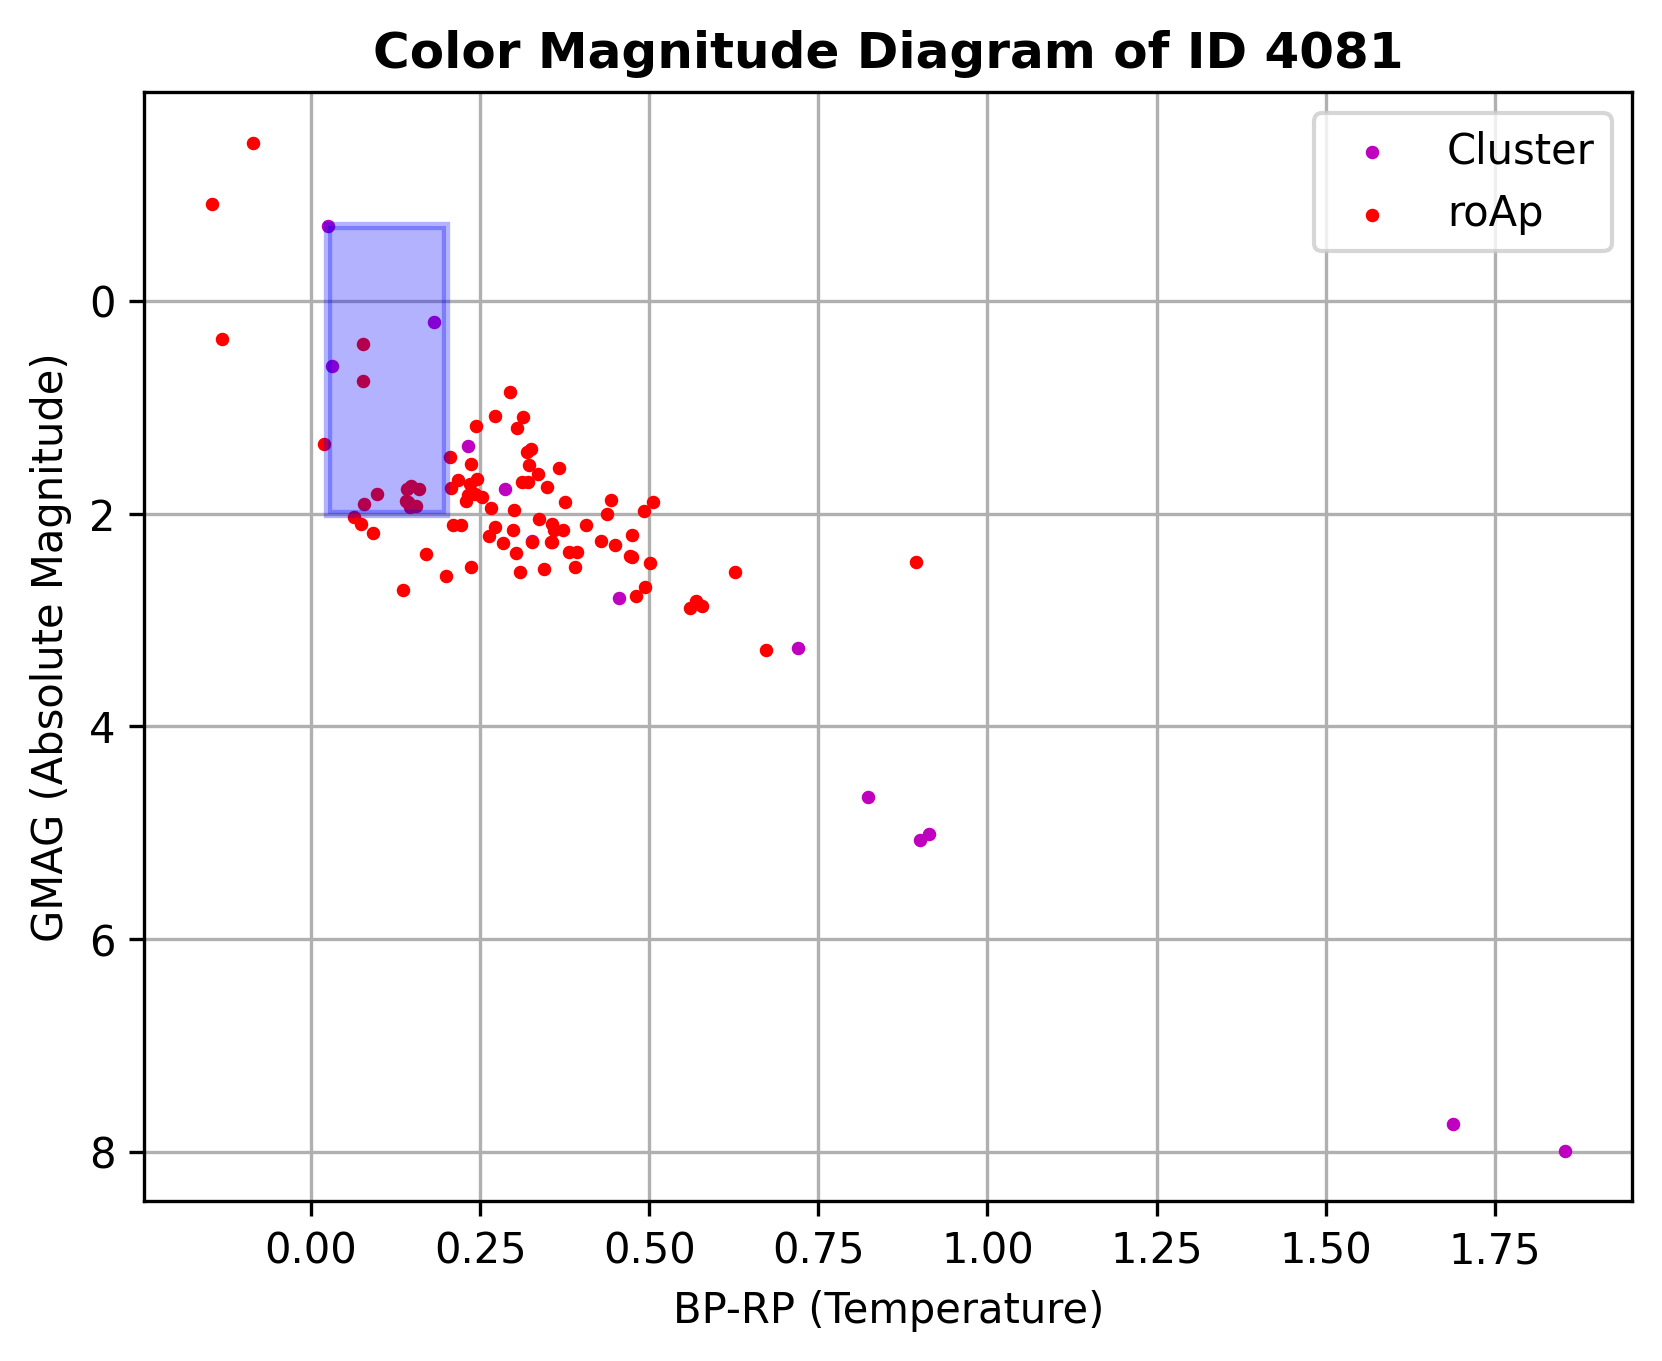 Color Magnitude Diagram of ID 4081
Cluster
roAp
GMAG (Absolute Magnitude)
0
2
4
6
8
0.00 0.25 0.50 0.75 1.00 1.25 1.50 1.75
BP-RP (Temperature)